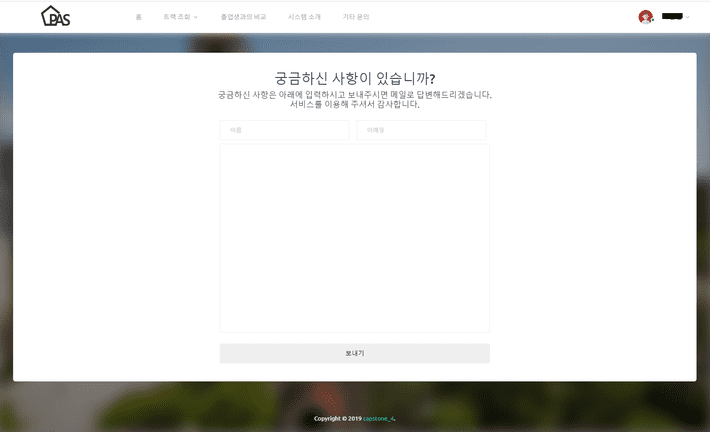 PAS
홈
트랙 조회
졸업생과의 비교
시스템 소개
기타 문의
궁금하신 사항이 있습니까?
궁금하신 사항은 아래에 입력하시고 보내주시면 메일로 답변해드리겠습니다.
서비스를 이용해 주셔서 감사합니다.
이름
이메일
보내기
Copyright © 2019 capstone_4.